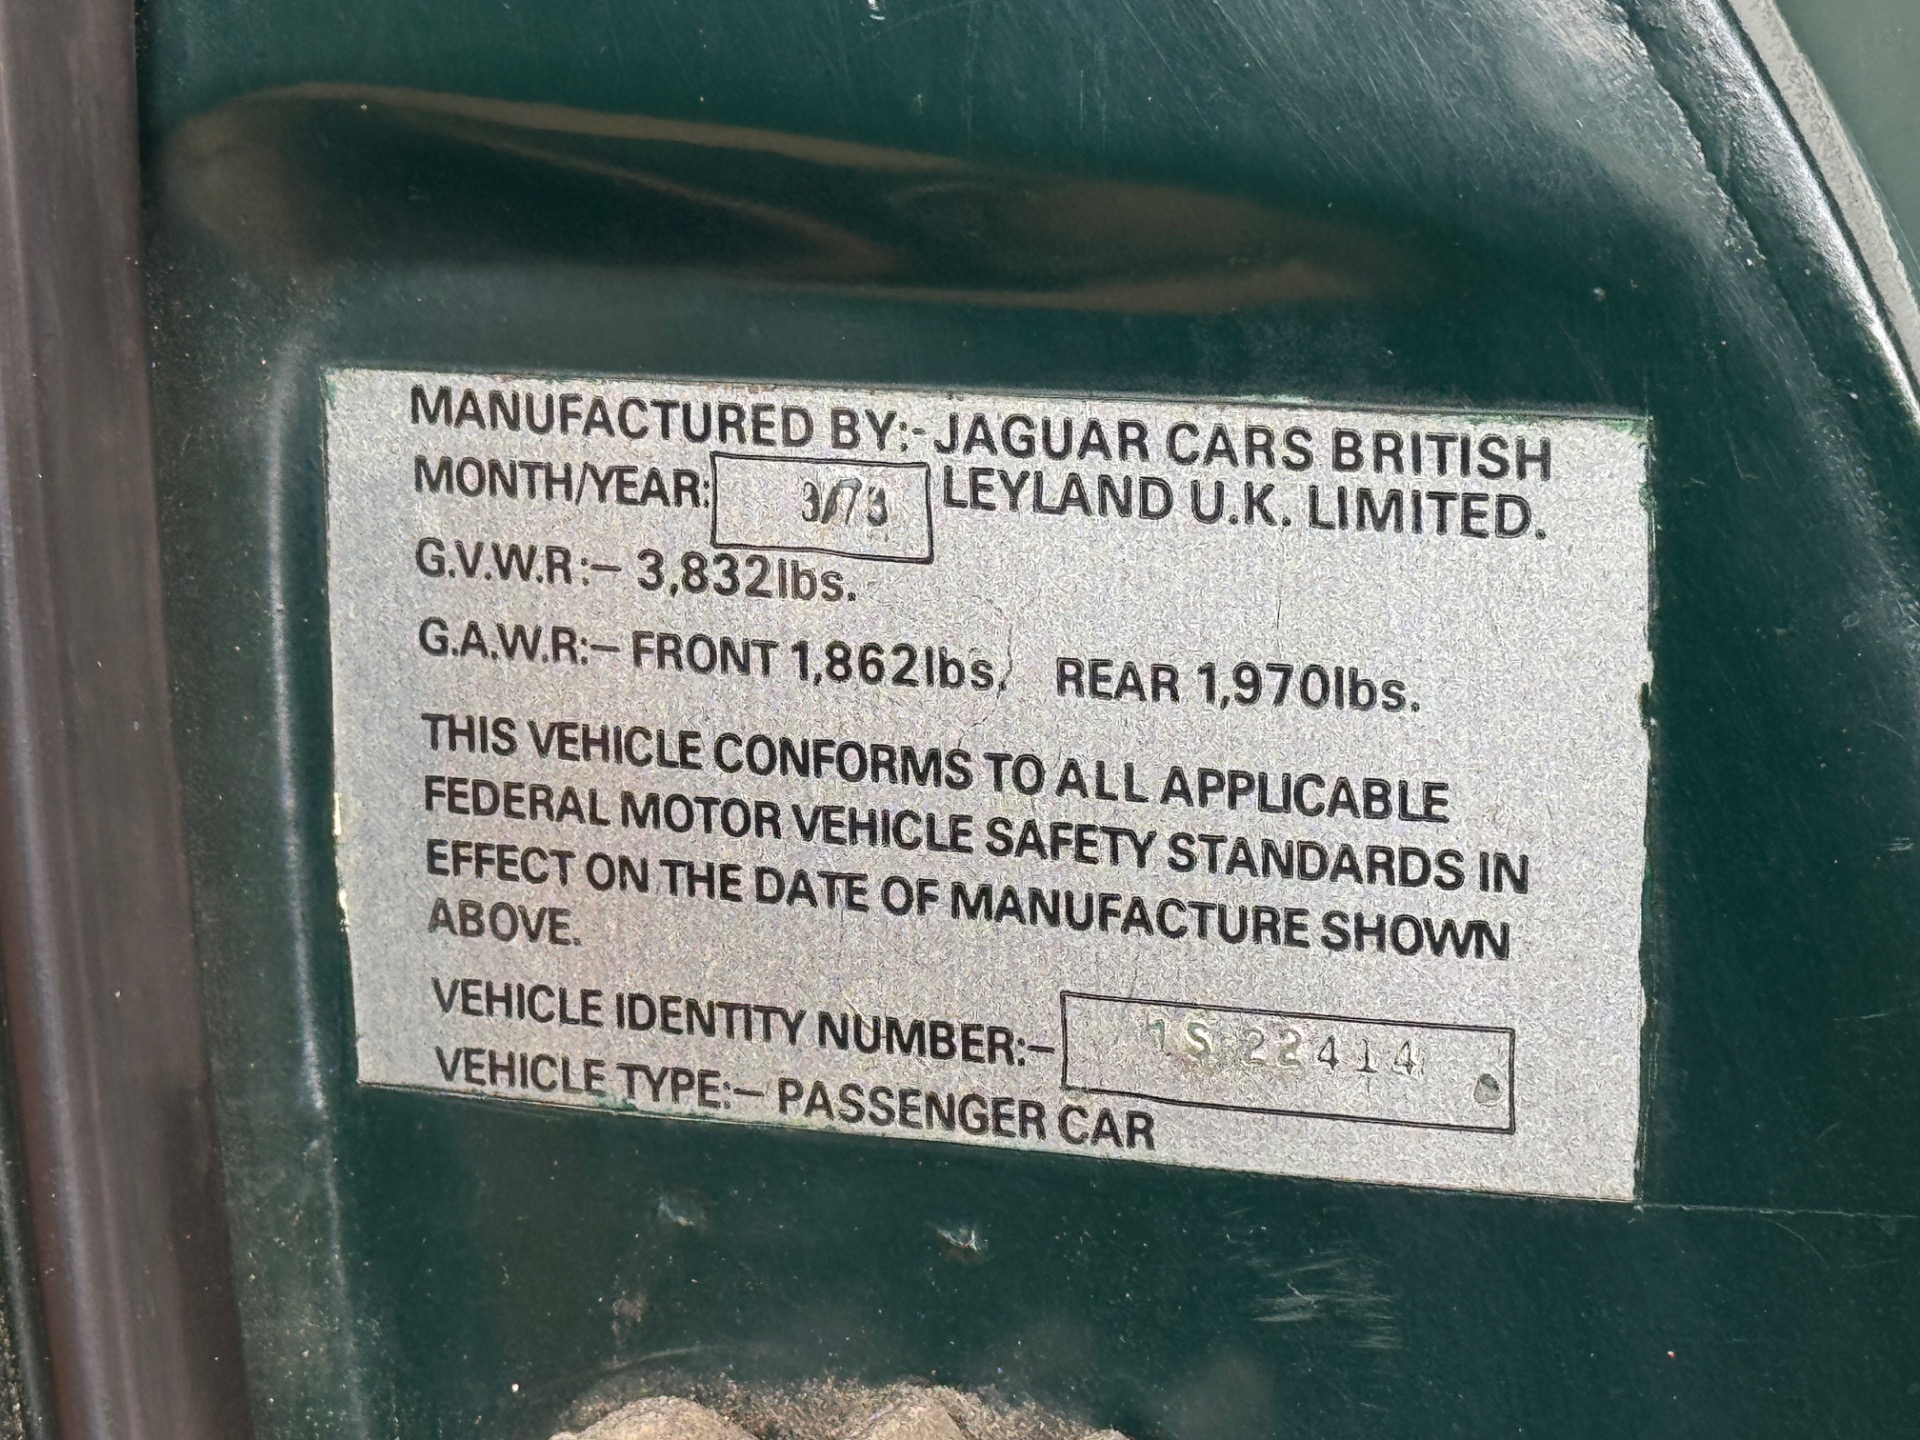 MANUFACTURED BY:- JAGUAR CARS BRITISH
MONTH/YEAR: 3/73 LEYLAND U.K. LIMITED.
G.V.W.R:– 3,832lbs.
G.A.W.R:– FRONT 1,862lbs, REAR 1,970lbs.
THIS VEHICLE CONFORMS TO ALL APPLICABLE
FEDERAL MOTOR VEHICLE SAFETY STANDARDS IN
EFFECT ON THE DATE OF MANUFACTURE SHOWN
ABOVE.
VEHICLE IDENTITY NUMBER:– 1S 22414
VEHICLE TYPE:– PASSENGER CAR